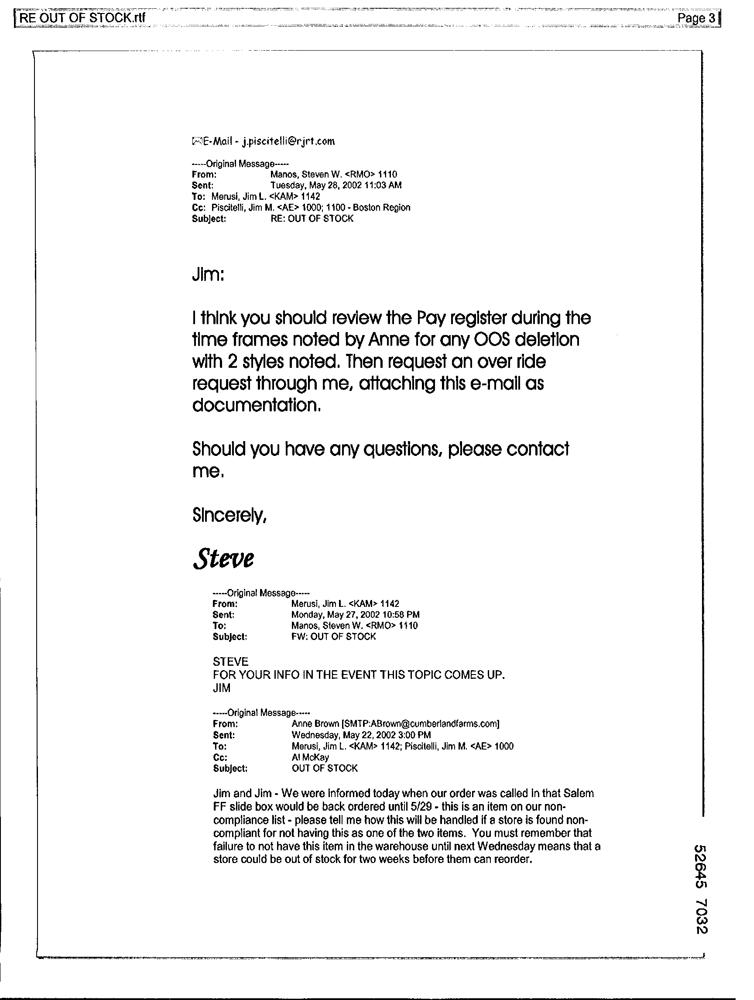 RE OUT OF STOCK.rtf
Page 3
E-Mail - j.piscitelli@rjrt.com
-----Original Message-----
From: Manos, Steven W. <RMO> 1110
Sent: Tuesday, May 28, 2002 11:03 AM
To: Merusi, Jim L. <KAM> 1142
Cc: Piscitelli, Jim M. <AE> 1000; 1100 - Boston Region
Subject: RE: OUT OF STOCK
Jim:
I think you should review the Pay register during the
time frames noted by Anne for any OOS deletion
with 2 styles noted. Then request an over ride
request through me, attaching this e-mail as
documentation.
Should you have any questions, please contact
me.
Sincerely,
Steve
-----Original Message-----
From: Merusi, Jim L. <KAM> 1142
Sent: Monday, May 27, 2002 10:58 PM
To: Manos, Steven W. <RMO> 1110
Subject: FW: OUT OF STOCK
STEVE
FOR YOUR INFO IN THE EVENT THIS TOPIC COMES UP.
JIM
-----Original Message-----
From: Anne Brown [SMTP:ABrown@cumberlandfarms.com]
Sent: Wednesday, May 22, 2002 3:00 PM
To: Merusi, Jim L. <KAM> 1142; Piscitelli, Jim M. <AE> 1000
Cc: Al McKay
Subject: OUT OF STOCK
Jim and Jim - We were informed today when our order was called in that Salem
FF slide box would be back ordered until 5/29 - this is an item on our non-
compliance list - please tell me how this will be handled if a store is found non-
compliant for not having this as one of the two items. You must remember that
failure to not have this item in the warehouse until next Wednesday means that a
store could be out of stock for two weeks before them can reorder.
52645 7032